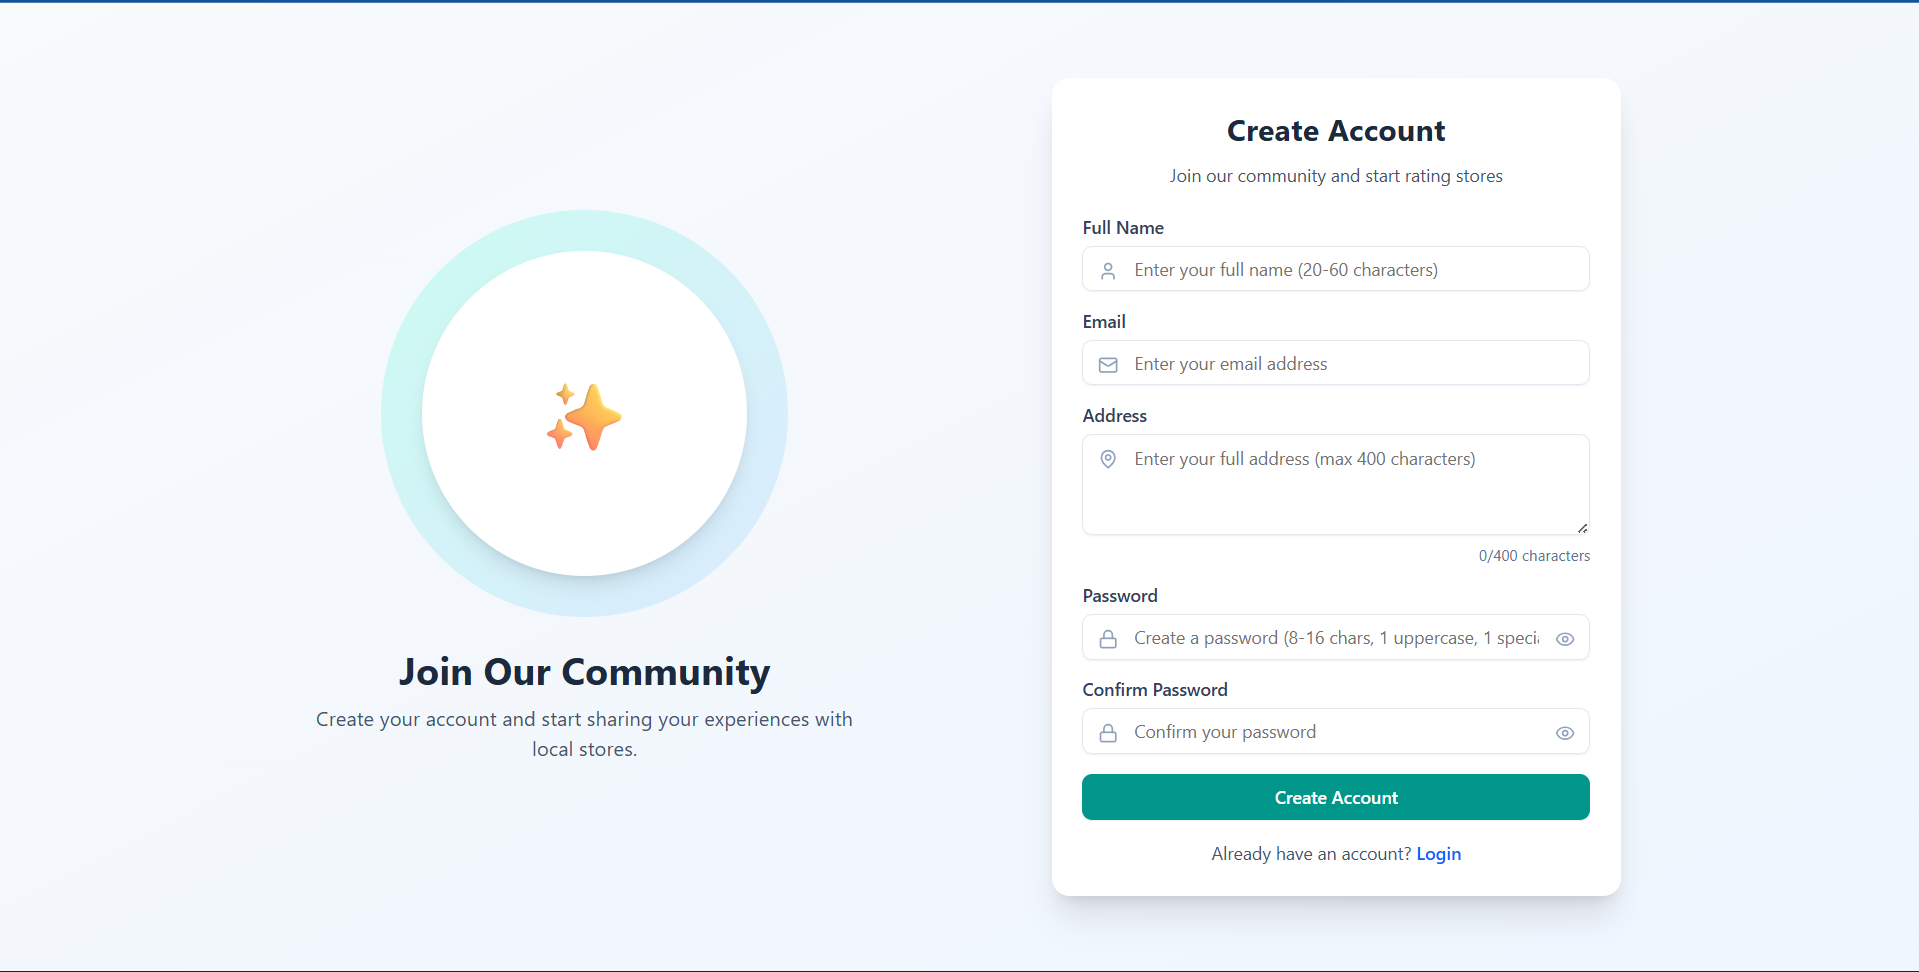 Join Our Community
Create your account and start sharing your experiences with
local stores.
Create Account
Join our community and start rating stores
Full Name
Enter your full name (20-60 characters)
Email
Enter your email address
Address
Enter your full address (max 400 characters)
0/400 characters
Password
Create a password (8-16 chars, 1 uppercase, 1 speci
Confirm Password
Confirm your password
Create Account
Already have an account? Login